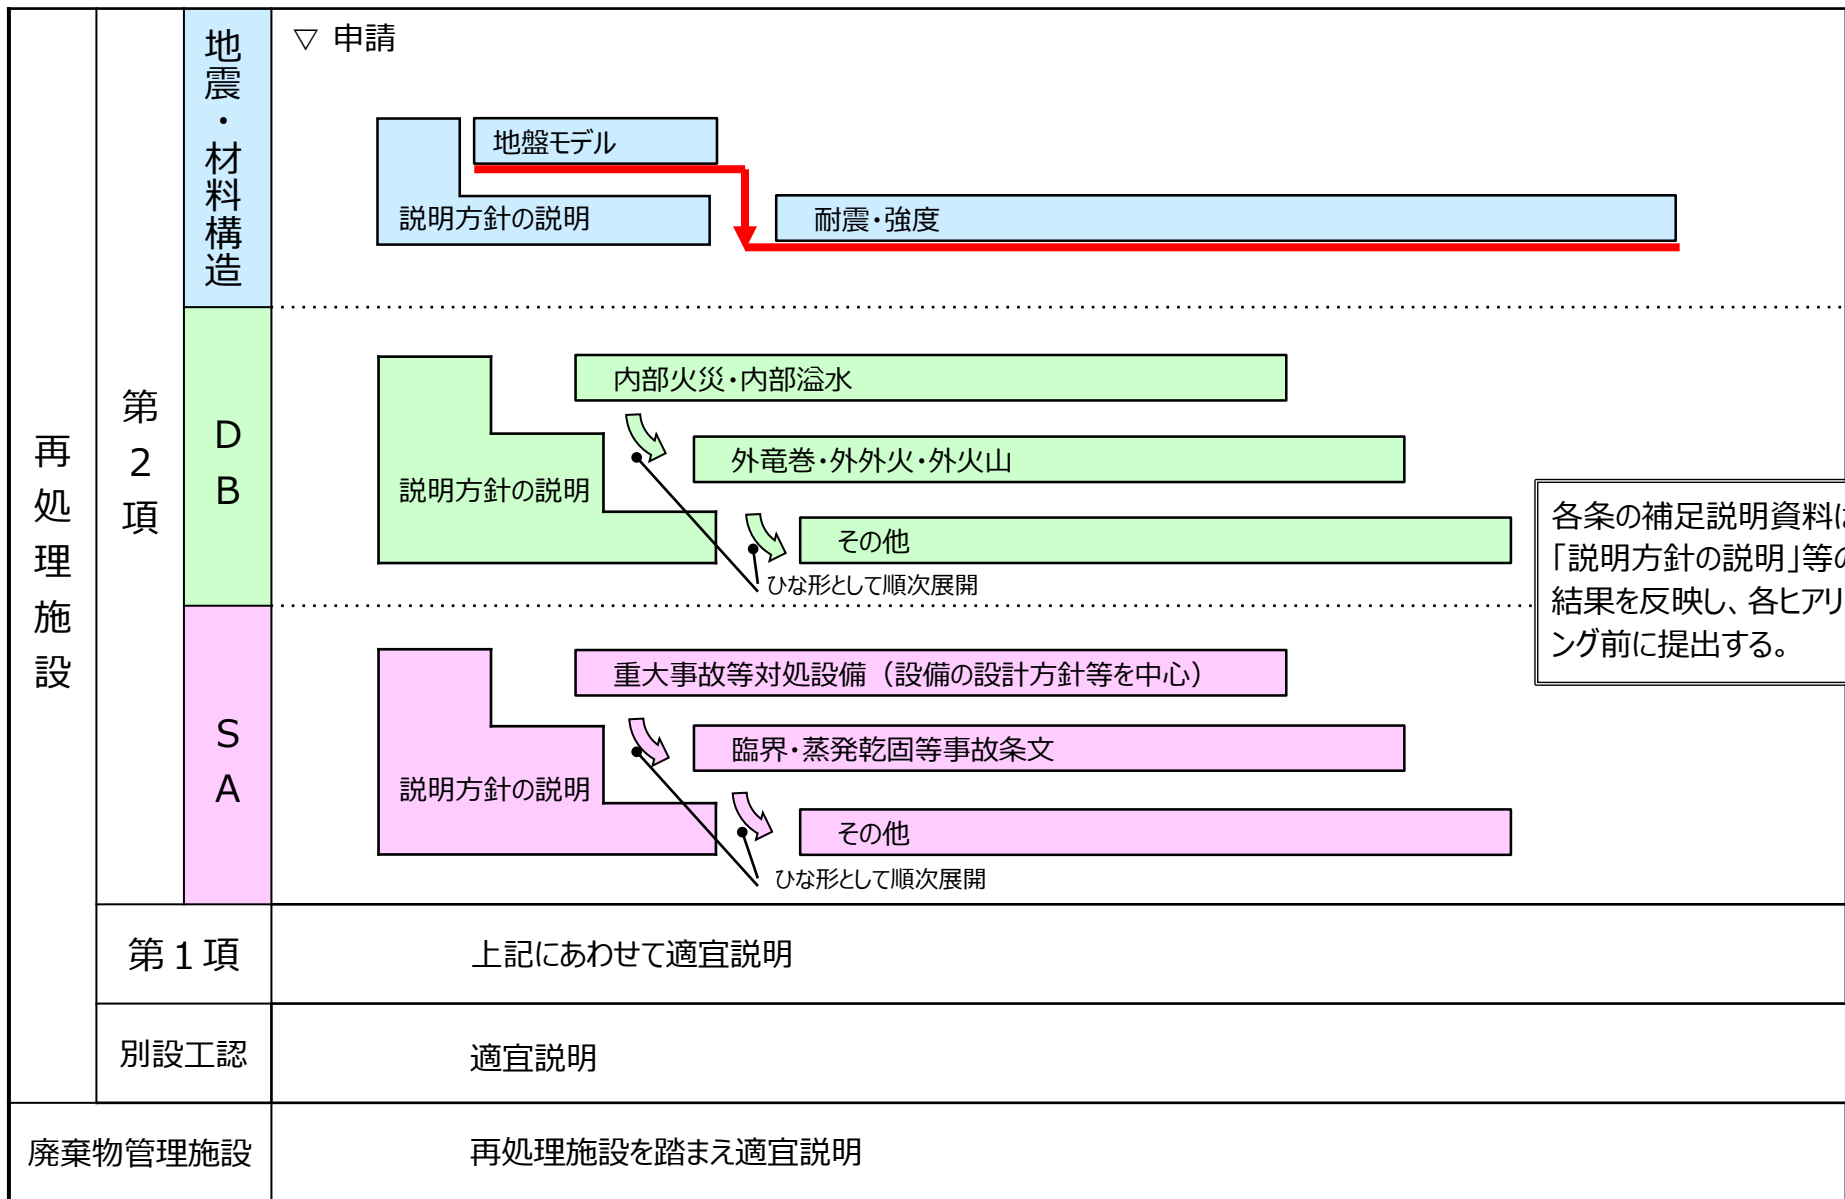 再処理施設
第2項
地震・材料構造
▽ 申請
地盤モデル
説明方針の説明
耐震・強度
DB
内部火災・内部溢水
外竜巻・外外火・外火山
説明方針の説明
その他
ひな形として順次展開
各条の補足説明資料は
「説明方針の説明」等の
結果を反映し、各ヒアリ
ング前に提出する。
SA
重大事故等対処設備（設備の設計方針等を中心）
臨界・蒸発乾固等事故条文
説明方針の説明
その他
ひな形として順次展開
第1項
上記にあわせて適宜説明
別設工認
適宜説明
廃棄物管理施設
再処理施設を踏まえ適宜説明